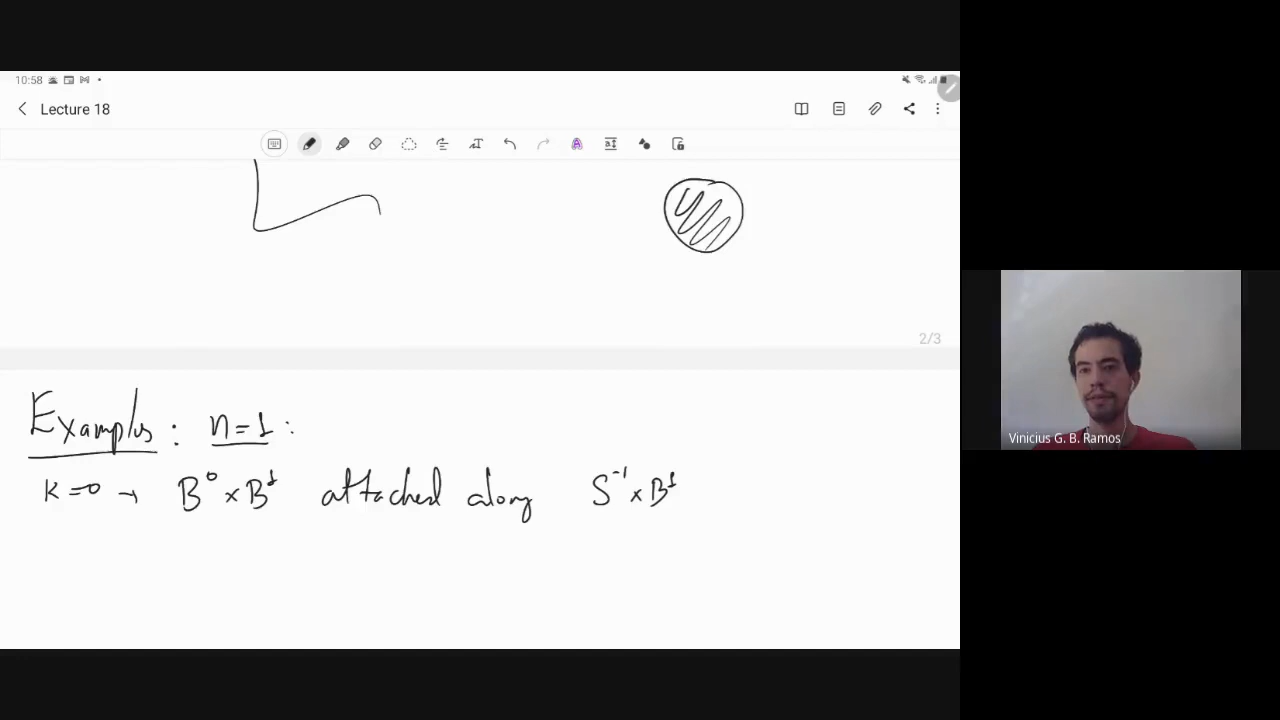 10:58
Lecture 18
2/3
Examples : n=1 :
K=0 → B⁰ × B¹ attached along S⁻¹ × B¹
Vinicius G. B. Ramos